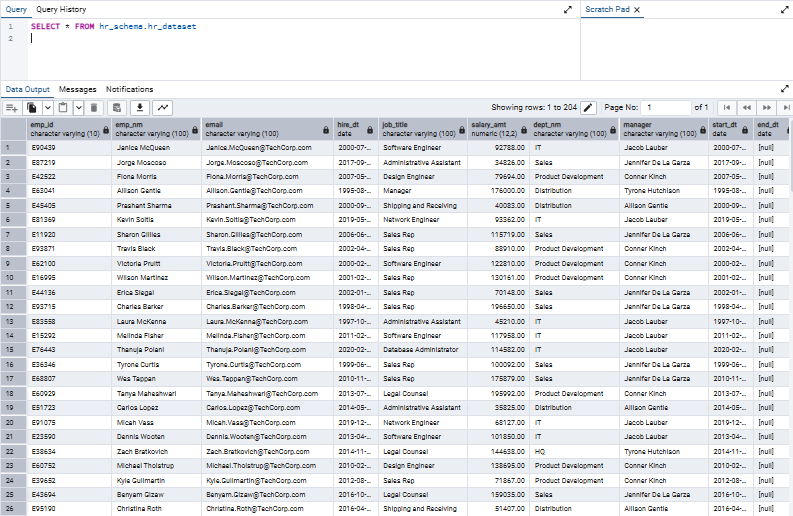 Query Query History Scratch Pad
1 SELECT * FROM hr_schema.hr_dataset
2
Data Output Messages Notifications
Showing rows: 1 to 204 Page No: 1 of 1
emp_id emp_nm email hire_dt job_title salary_amt dept_nm manager start_dt end_dt
character varying (10) character varying (100) character varying (100) date character varying (100) numeric (12,2) character varying (100) character varying (100) date date
1 E90439 Janice McQueen Janice.McQueen@TechCorp.com 2000-07-... Software Engineer 92788.00 IT Jacob Lauber 2000-07-... [null]
2 E87219 Jorge Moscoso Jorge.Moscoso@TechCorp.com 2017-09-... Administrative Assistant 34826.00 Sales Jennifer De La Garza 2017-09-... [null]
3 E42522 Fiona Morris Fiona.Morris@TechCorp.com 2007-05-... Design Engineer 79694.00 Product Development Conner Kinch 2007-05-... [null]
4 E63041 Allison Gentle Allison.Gentle@TechCorp.com 1995-08-... Manager 176000.00 Distribution Tyrone Hutchison 1995-08-... [null]
5 E45405 Prashant Sharma Prashant.Sharma@TechCorp.com 2000-09-... Shipping and Receiving 40083.00 Distribution Allison Gentle 2000-09-... [null]
6 E81369 Kevin Soltis Kevin.Soltis@TechCorp.com 2019-05-... Network Engineer 93362.00 IT Jacob Lauber 2019-05-... [null]
7 E11920 Sharon Gillies Sharon.Gillies@TechCorp.com 2006-06-... Sales Rep 115719.00 Sales Jennifer De La Garza 2006-06-... [null]
8 E93871 Travis Black Travis.Black@TechCorp.com 2002-04-... Sales Rep 88910.00 Product Development Conner Kinch 2002-04-... [null]
9 E62100 Victoria Pruitt Victoria.Pruitt@TechCorp.com 2000-02-... Software Engineer 122810.00 Product Development Conner Kinch 2000-02-... [null]
10 E16995 Wilson Martinez Wilson.Martinez@TechCorp.com 2001-02-... Sales Rep 130161.00 Product Development Conner Kinch 2001-02-... [null]
11 E44136 Erica Siegal Erica.Siegal@TechCorp.com 2002-01-... Sales Rep 70148.00 Sales Jennifer De La Garza 2002-01-... [null]
12 E93715 Charles Barker Charles.Barker@TechCorp.com 1998-04-... Sales Rep 196650.00 Sales Jennifer De La Garza 1998-04-... [null]
13 E83558 Laura McKenna Laura.McKenna@TechCorp.com 1997-10-... Administrative Assistant 45210.00 IT Jacob Lauber 1997-10-... [null]
14 E15292 Melinda Fisher Melinda.Fisher@TechCorp.com 2011-02-... Software Engineer 117958.00 IT Jacob Lauber 2011-02-... [null]
15 E76443 Thanuja Polani Thanuja.Polani@TechCorp.com 2020-02-... Database Administrator 114582.00 IT Jacob Lauber 2020-02-... [null]
16 E36346 Tyrone Curtis Tyrone.Curtis@TechCorp.com 1999-06-... Sales Rep 100092.00 Sales Jennifer De La Garza 1999-06-... [null]
17 E68807 Wes Tappan Wes.Tappan@TechCorp.com 2010-11-... Sales Rep 175879.00 Sales Jennifer De La Garza 2010-11-... [null]
18 E60929 Tanya Maheshwari Tanya.Maheshwari@TechCorp.com 2013-07-... Legal Counsel 195992.00 Product Development Conner Kinch 2013-07-... [null]
19 E51723 Carlos Lopez Carlos.Lopez@TechCorp.com 2014-05-... Administrative Assistant 35825.00 Distribution Allison Gentle 2014-05-... [null]
20 E91075 Micah Vass Micah.Vass@TechCorp.com 2019-12-... Network Engineer 68127.00 IT Jacob Lauber 2019-12-... [null]
21 E23590 Dennis Wooten Dennis.Wooten@TechCorp.com 2013-04-... Software Engineer 101850.00 IT Jacob Lauber 2013-04-... [null]
22 E38634 Zach Bratkovich Zach.Bratkovich@TechCorp.com 2014-11-... Legal Counsel 144638.00 HQ Tyrone Hutchison 2014-11-... [null]
23 E60752 Michael Tholstrup Michael.Tholstrup@TechCorp.com 2010-02-... Design Engineer 138695.00 Product Development Conner Kinch 2010-02-... [null]
24 E39652 Kyle Guilmartin Kyle.Guilmartin@TechCorp.com 2012-08-... Sales Rep 71867.00 Product Development Conner Kinch 2012-08-... [null]
25 E43694 Benyam Gizaw Benyam.Gizaw@TechCorp.com 2016-10-... Legal Counsel 159035.00 Sales Jennifer De La Garza 2016-10-... [null]
26 E95190 Christina Roth Christina.Roth@TechCorp.com 2016-04-... Shipping and Receiving 51407.00 Distribution Allison Gentle 2016-04-... [null]